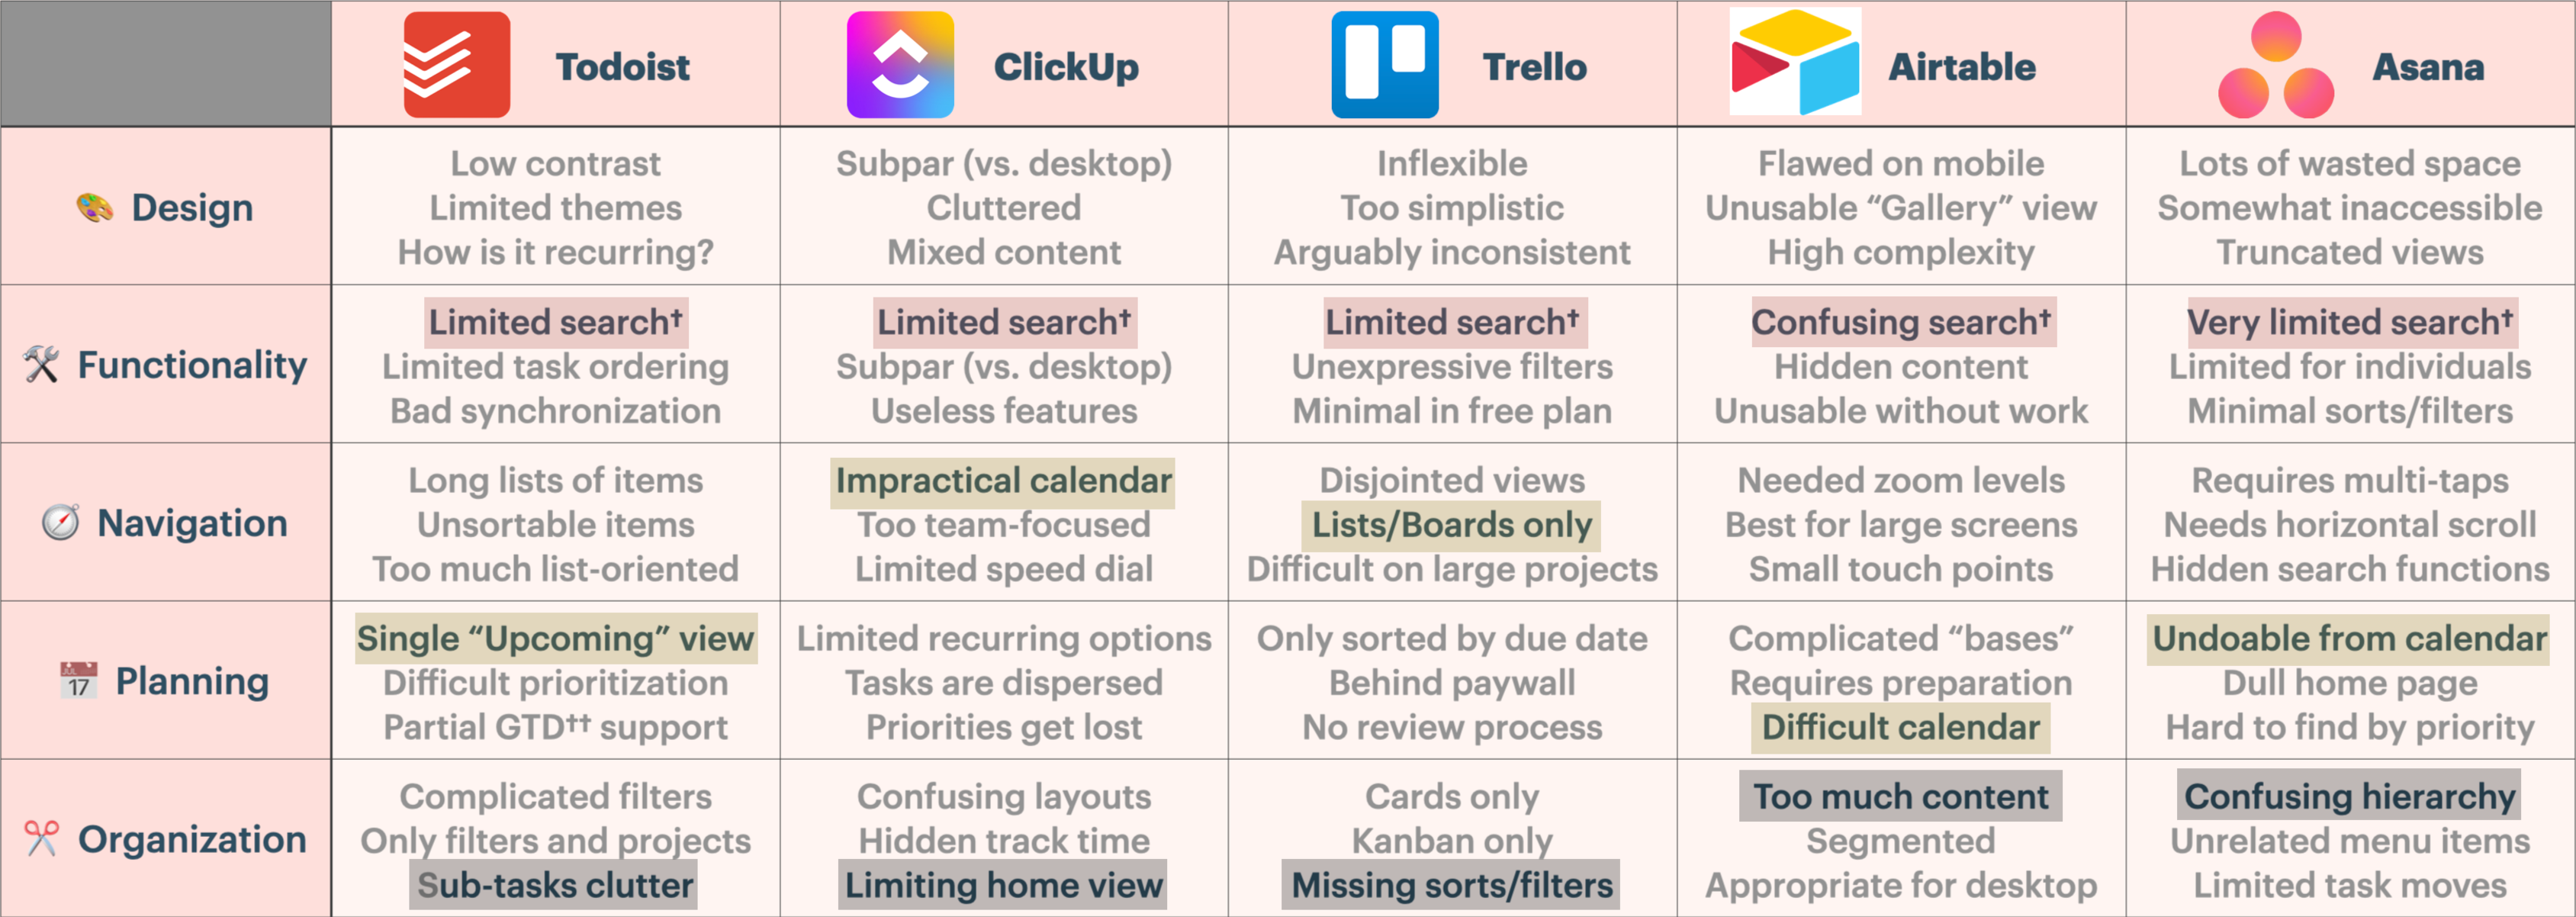 Todoist
ClickUp
Trello
Airtable
Asana
Design
Low contrast
Limited themes
How is it recurring?
Subpar (vs. desktop)
Cluttered
Mixed content
Inflexible
Too simplistic
Arguably inconsistent
Flawed on mobile
Unusable “Gallery” view
High complexity
Lots of wasted space
Somewhat inaccessible
Truncated views
Functionality
Limited search†
Limited task ordering
Bad synchronization
Limited search†
Subpar (vs. desktop)
Useless features
Limited search†
Unexpressive filters
Minimal in free plan
Confusing search†
Hidden content
Unusable without work
Very limited search†
Limited for individuals
Minimal sorts/filters
Navigation
Long lists of items
Unsortable items
Too much list-oriented
Impractical calendar
Too team-focused
Limited speed dial
Disjointed views
Lists/Boards only
Difficult on large projects
Needed zoom levels
Best for large screens
Small touch points
Requires multi-taps
Needs horizontal scroll
Hidden search functions
JUL
17
Planning
Single “Upcoming” view
Difficult prioritization
Partial GTD†† support
Limited recurring options
Tasks are dispersed
Priorities get lost
Only sorted by due date
Behind paywall
No review process
Complicated “bases”
Requires preparation
Difficult calendar
Undoable from calendar
Dull home page
Hard to find by priority
Organization
Complicated filters
Only filters and projects
Sub-tasks clutter
Confusing layouts
Hidden track time
Limiting home view
Cards only
Kanban only
Missing sorts/filters
Too much content
Segmented
Appropriate for desktop
Confusing hierarchy
Unrelated menu items
Limited task moves